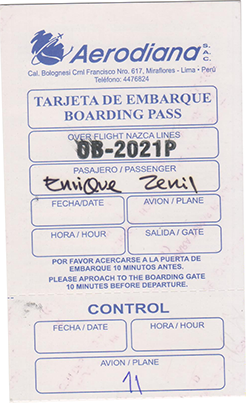 Aerodiana S.A.C.
Cal. Bolognesi Crnl Francisco Nro. 617, Miraflores - Lima • Perú
Teléfono: 4476824
TARJETA DE EMBARQUE
BOARDING PASS
OVER FLIGHT NAZCA LINES
OB-2021P
PASAJERO / PASSENGER
Enrique Zenil
FECHA/DATE
AVION / PLANE
HORA / HOUR
SALIDA / GATE
POR FAVOR ACERCARSE A LA PUERTA DE
EMBARQUE 10 MINUTOS ANTES.
PLEASE APROACH TO THE BOARDING GATE
10 MINUTES BEFORE DEPARTURE.
CONTROL
FECHA / DATE
HORA / HOUR
AVION / PLANE
11